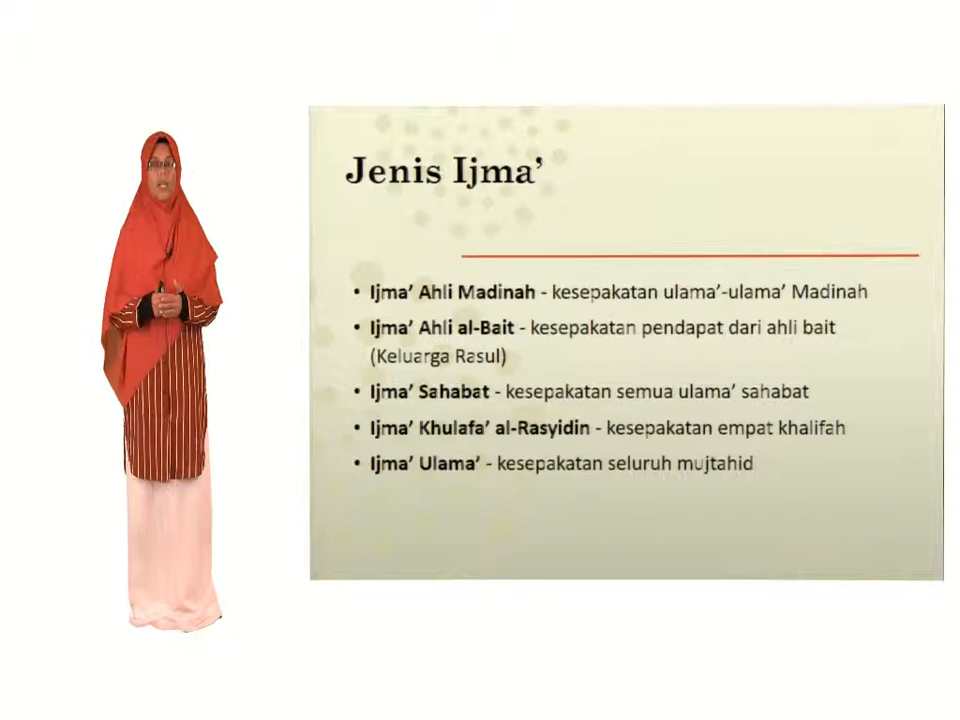 Jenis Ijma’
• Ijma’ Ahli Madinah - kesepakatan ulama’-ulama’ Madinah
• Ijma’ Ahli al-Bait - kesepakatan pendapat dari ahli bait
(Keluarga Rasul)
• Ijma’ Sahabat - kesepakatan semua ulama’ sahabat
• Ijma’ Khulafa’ al-Rasyidin - kesepakatan empat khalifah
• Ijma’ Ulama’ - kesepakatan seluruh mujtahid